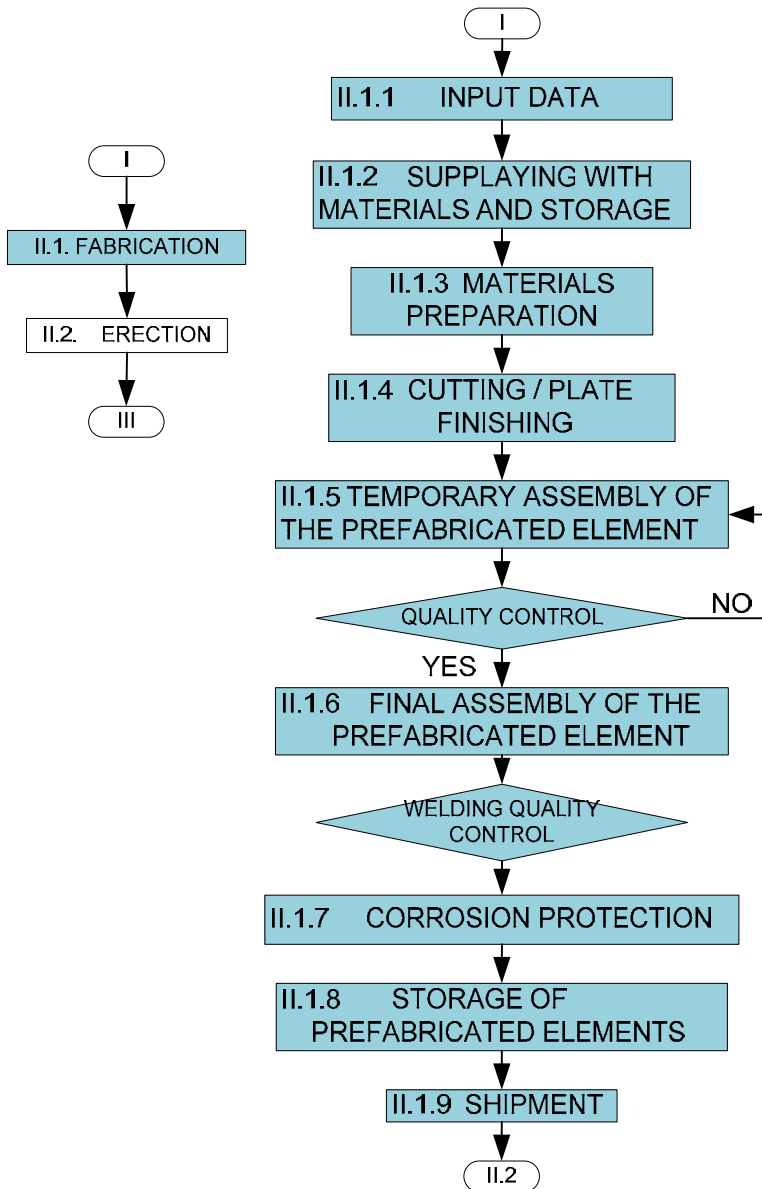 I
II.1. FABRICATION
II.2. ERECTION
III
I
II.1.1 INPUT DATA
II.1.2 SUPPLAYING WITH
MATERIALS AND STORAGE
II.1.3 MATERIALS
PREPARATION
II.1.4 CUTTING / PLATE
FINISHING
II.1.5 TEMPORARY ASSEMBLY OF
THE PREFABRICATED ELEMENT
QUALITY CONTROL
NO
YES
II.1.6 FINAL ASSEMBLY OF THE
PREFABRICATED ELEMENT
WELDING QUALITY
CONTROL
II.1.7 CORROSION PROTECTION
II.1.8 STORAGE OF
PREFABRICATED ELEMENTS
II.1.9 SHIPMENT
II.2